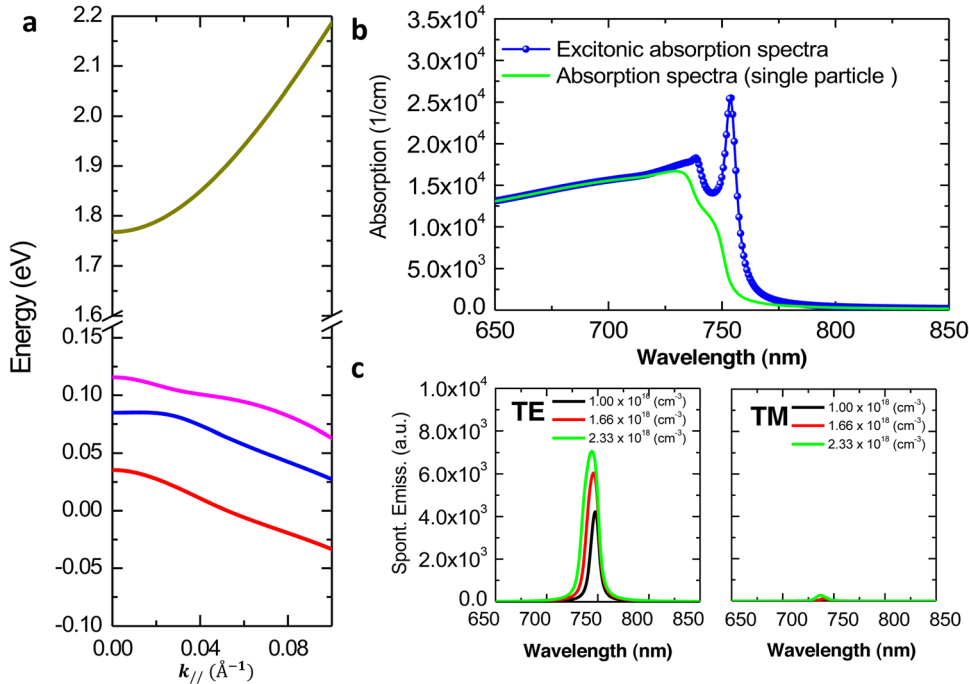 a
Energy (eV)
2.2
2.1
2.0
1.9
1.8
1.7
1.6
0.15
0.10
0.05
0.00
-0.05
-0.10
0.00
0.04
0.08
k// (Å⁻¹)
b
Absorption (1/cm)
4.0x10⁴
3.5x10⁴
3.0x10⁴
2.5x10⁴
2.0x10⁴
1.5x10⁴
1.0x10⁴
5.0x10³
0.0
Excitonic absorption spectra
Absorption spectra (single particle )
650
700
750
800
850
Wavelength (nm)
c
Spont. Emiss. (a.u.)
1.0x10⁴
8.0x10³
6.0x10³
4.0x10³
2.0x10³
0.0
TE
1.00 x 10¹⁸ (cm⁻³)
1.66 x 10¹⁸ (cm⁻³)
2.33 x 10¹⁸ (cm⁻³)
650 700 750 800 850
Wavelength (nm)
TM
1.00 x 10¹⁸ (cm⁻³)
1.66 x 10¹⁸ (cm⁻³)
2.33 x 10¹⁸ (cm⁻³)
650 700 750 800 850
Wavelength (nm)